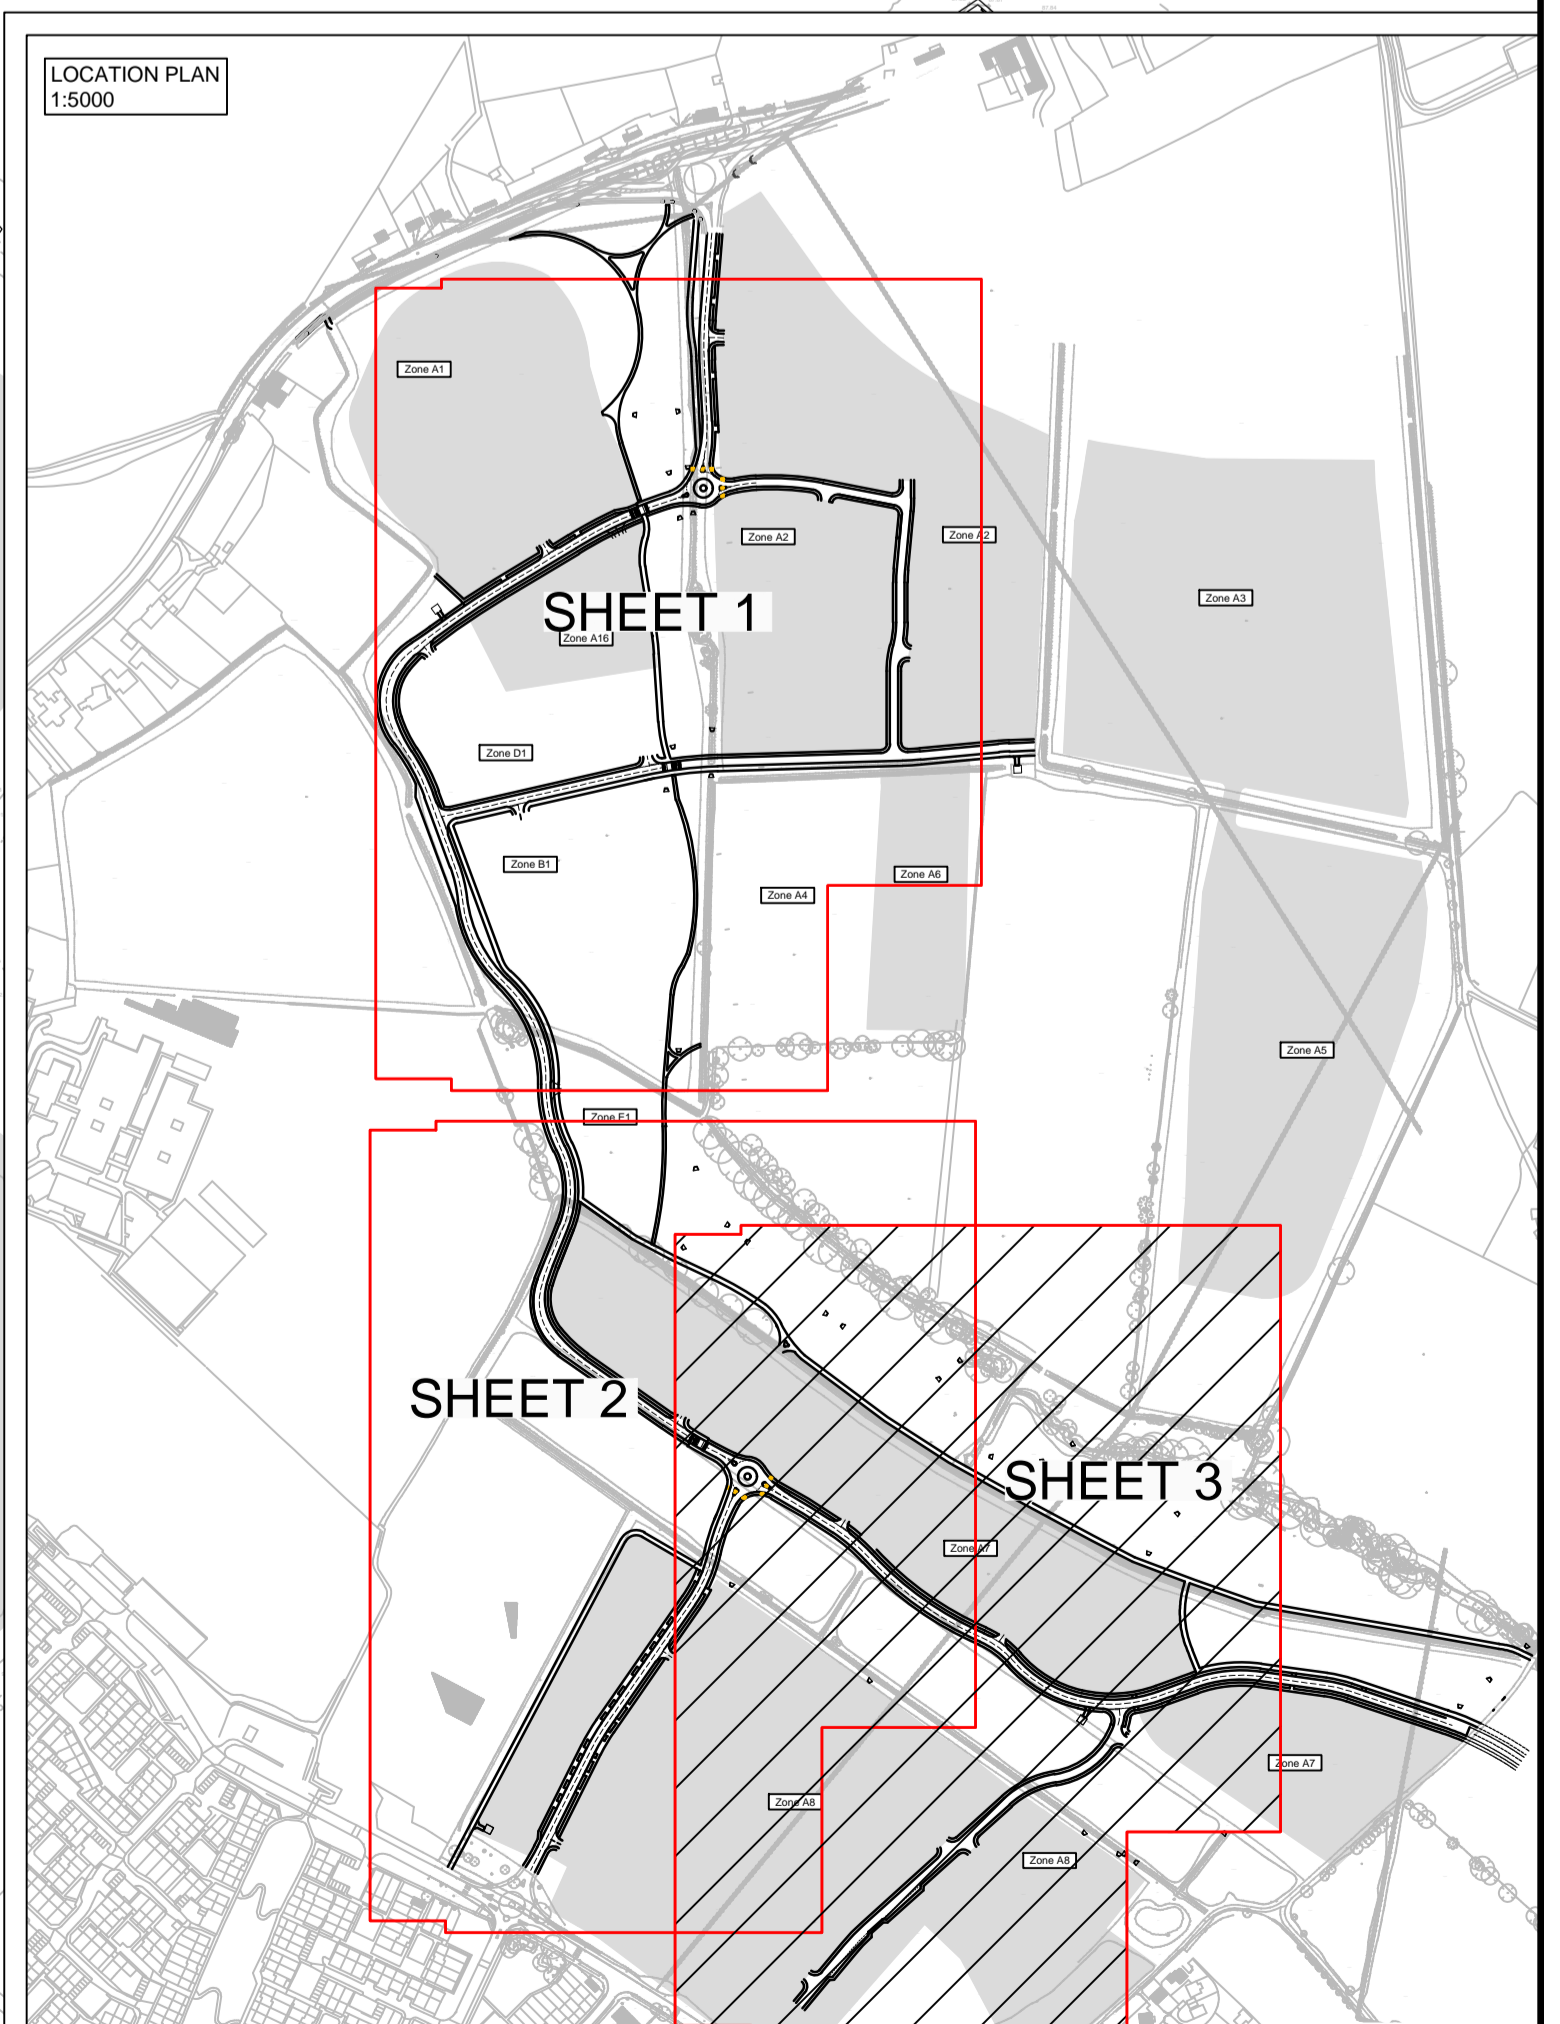 LOCATION PLAN
1:5000
Zone A1
Zone A2
Zone A2
Zone A3
SHEET 1
Zone A16
Zone D1
Zone B1
Zone A4
Zone A6
Zone A5
Zone E1
SHEET 2
SHEET 3
Zone A7
Zone A7
Zone A8
Zone A8